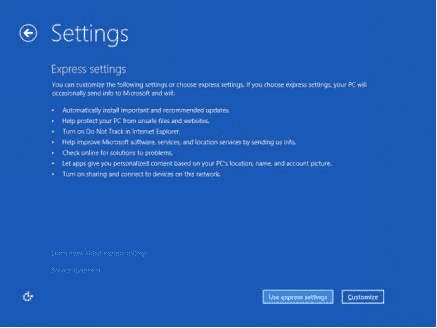 Settings
Express settings
You can customize the following settings or choose express settings. If you choose express settings, your PC will
occasionally send info to Microsoft and will:
• Automatically install important and recommended updates.
• Help protect your PC from unsafe files and websites.
• Turn on Do Not Track in Internet Explorer.
• Help improve Microsoft software, services, and location services by sending us info.
• Check online for solutions to problems.
• Let apps give you personalized content based on your PC's location, name, and account picture.
• Turn on sharing and connect to devices on this network.
Use express settings
Customize